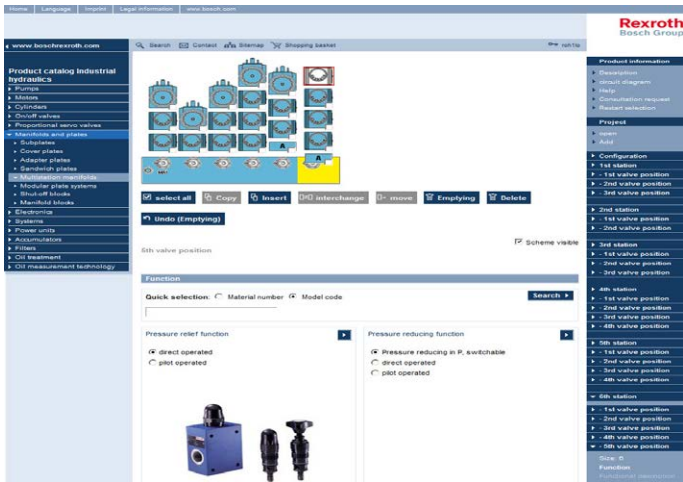 Home Language Imprint Legal information www.bosch.com
Rexroth
Bosch Group
www.boschrexroth.com
Search Contact Sitemap Shopping basket
Product catalog Industrial hydraulics
Pumps
Motors
Cylinders
On/off valves
Proportional servo valves
Manifolds and plates
Subplates
Cover plates
Adapter plates
Sandwich plates
Multistation manifolds
Modular plate systems
Shut-off blocks
Manifold blocks
Electronics
Systems
Power units
Accumulators
Filters
Oil treatment
Oil measurement technology
A
A
select all Copy Insert interchange move Emptying Delete
Undo (Emptying)
Scheme visible
5th valve position
Function
Quick selection: Material number Model code
Search
Pressure relief function
direct operated
pilot operated
Pressure reducing function
Pressure reducing in P, switchable
direct operated
pilot operated
Product information
Description
circuit diagram
Help
Consultation request
Restart selection
Project
open
Add
Configuration
1st station
- 1st valve position
- 2nd valve position
- 3rd valve position
2nd station
- 1st valve position
- 2nd valve position
3rd station
- 1st valve position
- 2nd valve position
- 3rd valve position
4th station
- 1st valve position
- 2nd valve position
- 3rd valve position
- 4th valve position
5th station
- 1st valve position
- 2nd valve position
- 3rd valve position
- 4th valve position
6th station
- 1st valve position
- 2nd valve position
- 3rd valve position
- 4th valve position
- 5th valve position
Size: 6
Function
Functional description